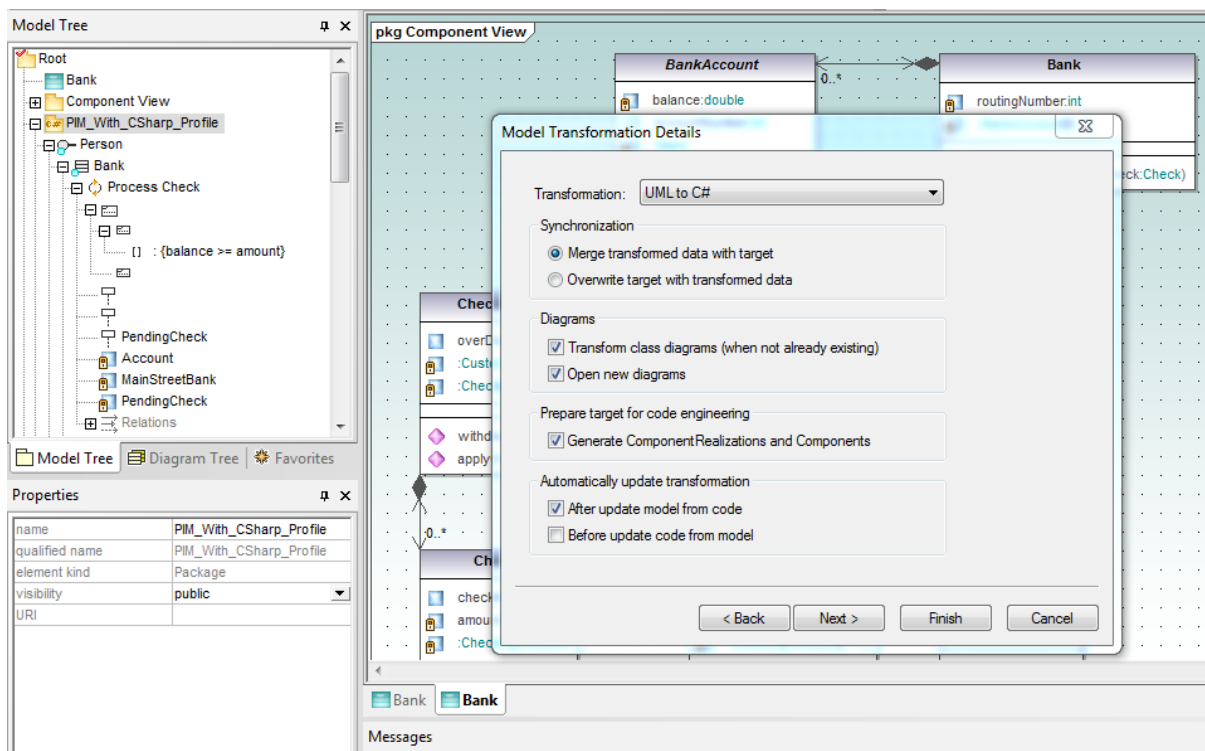 Model Tree
Root
Bank
Component View
PIM_With_CSharp_Profile
Person
Bank
Process Check
[] : {balance >= amount}
PendingCheck
Account
MainStreetBank
PendingCheck
Relations
Model Tree Diagram Tree Favorites
Properties
name PIM_With_CSharp_Profile
qualified name PIM_With_CSharp_Profile
element kind Package
visibility public
URI
pkg Component View
BankAccount
balance:double
0..*
Bank
routingNumber:int
ck:Check)
Chec
overD
:Custo
:Chec
withd
apply
0..*
Ch
check
amou
:Chec
Model Transformation Details
Transformation: UML to C#
Synchronization
Merge transformed data with target
Overwrite target with transformed data
Diagrams
Transform class diagrams (when not already existing)
Open new diagrams
Prepare target for code engineering
Generate ComponentRealizations and Components
Automatically update transformation
After update model from code
Before update code from model
< Back Next > Finish Cancel
Bank Bank
Messages